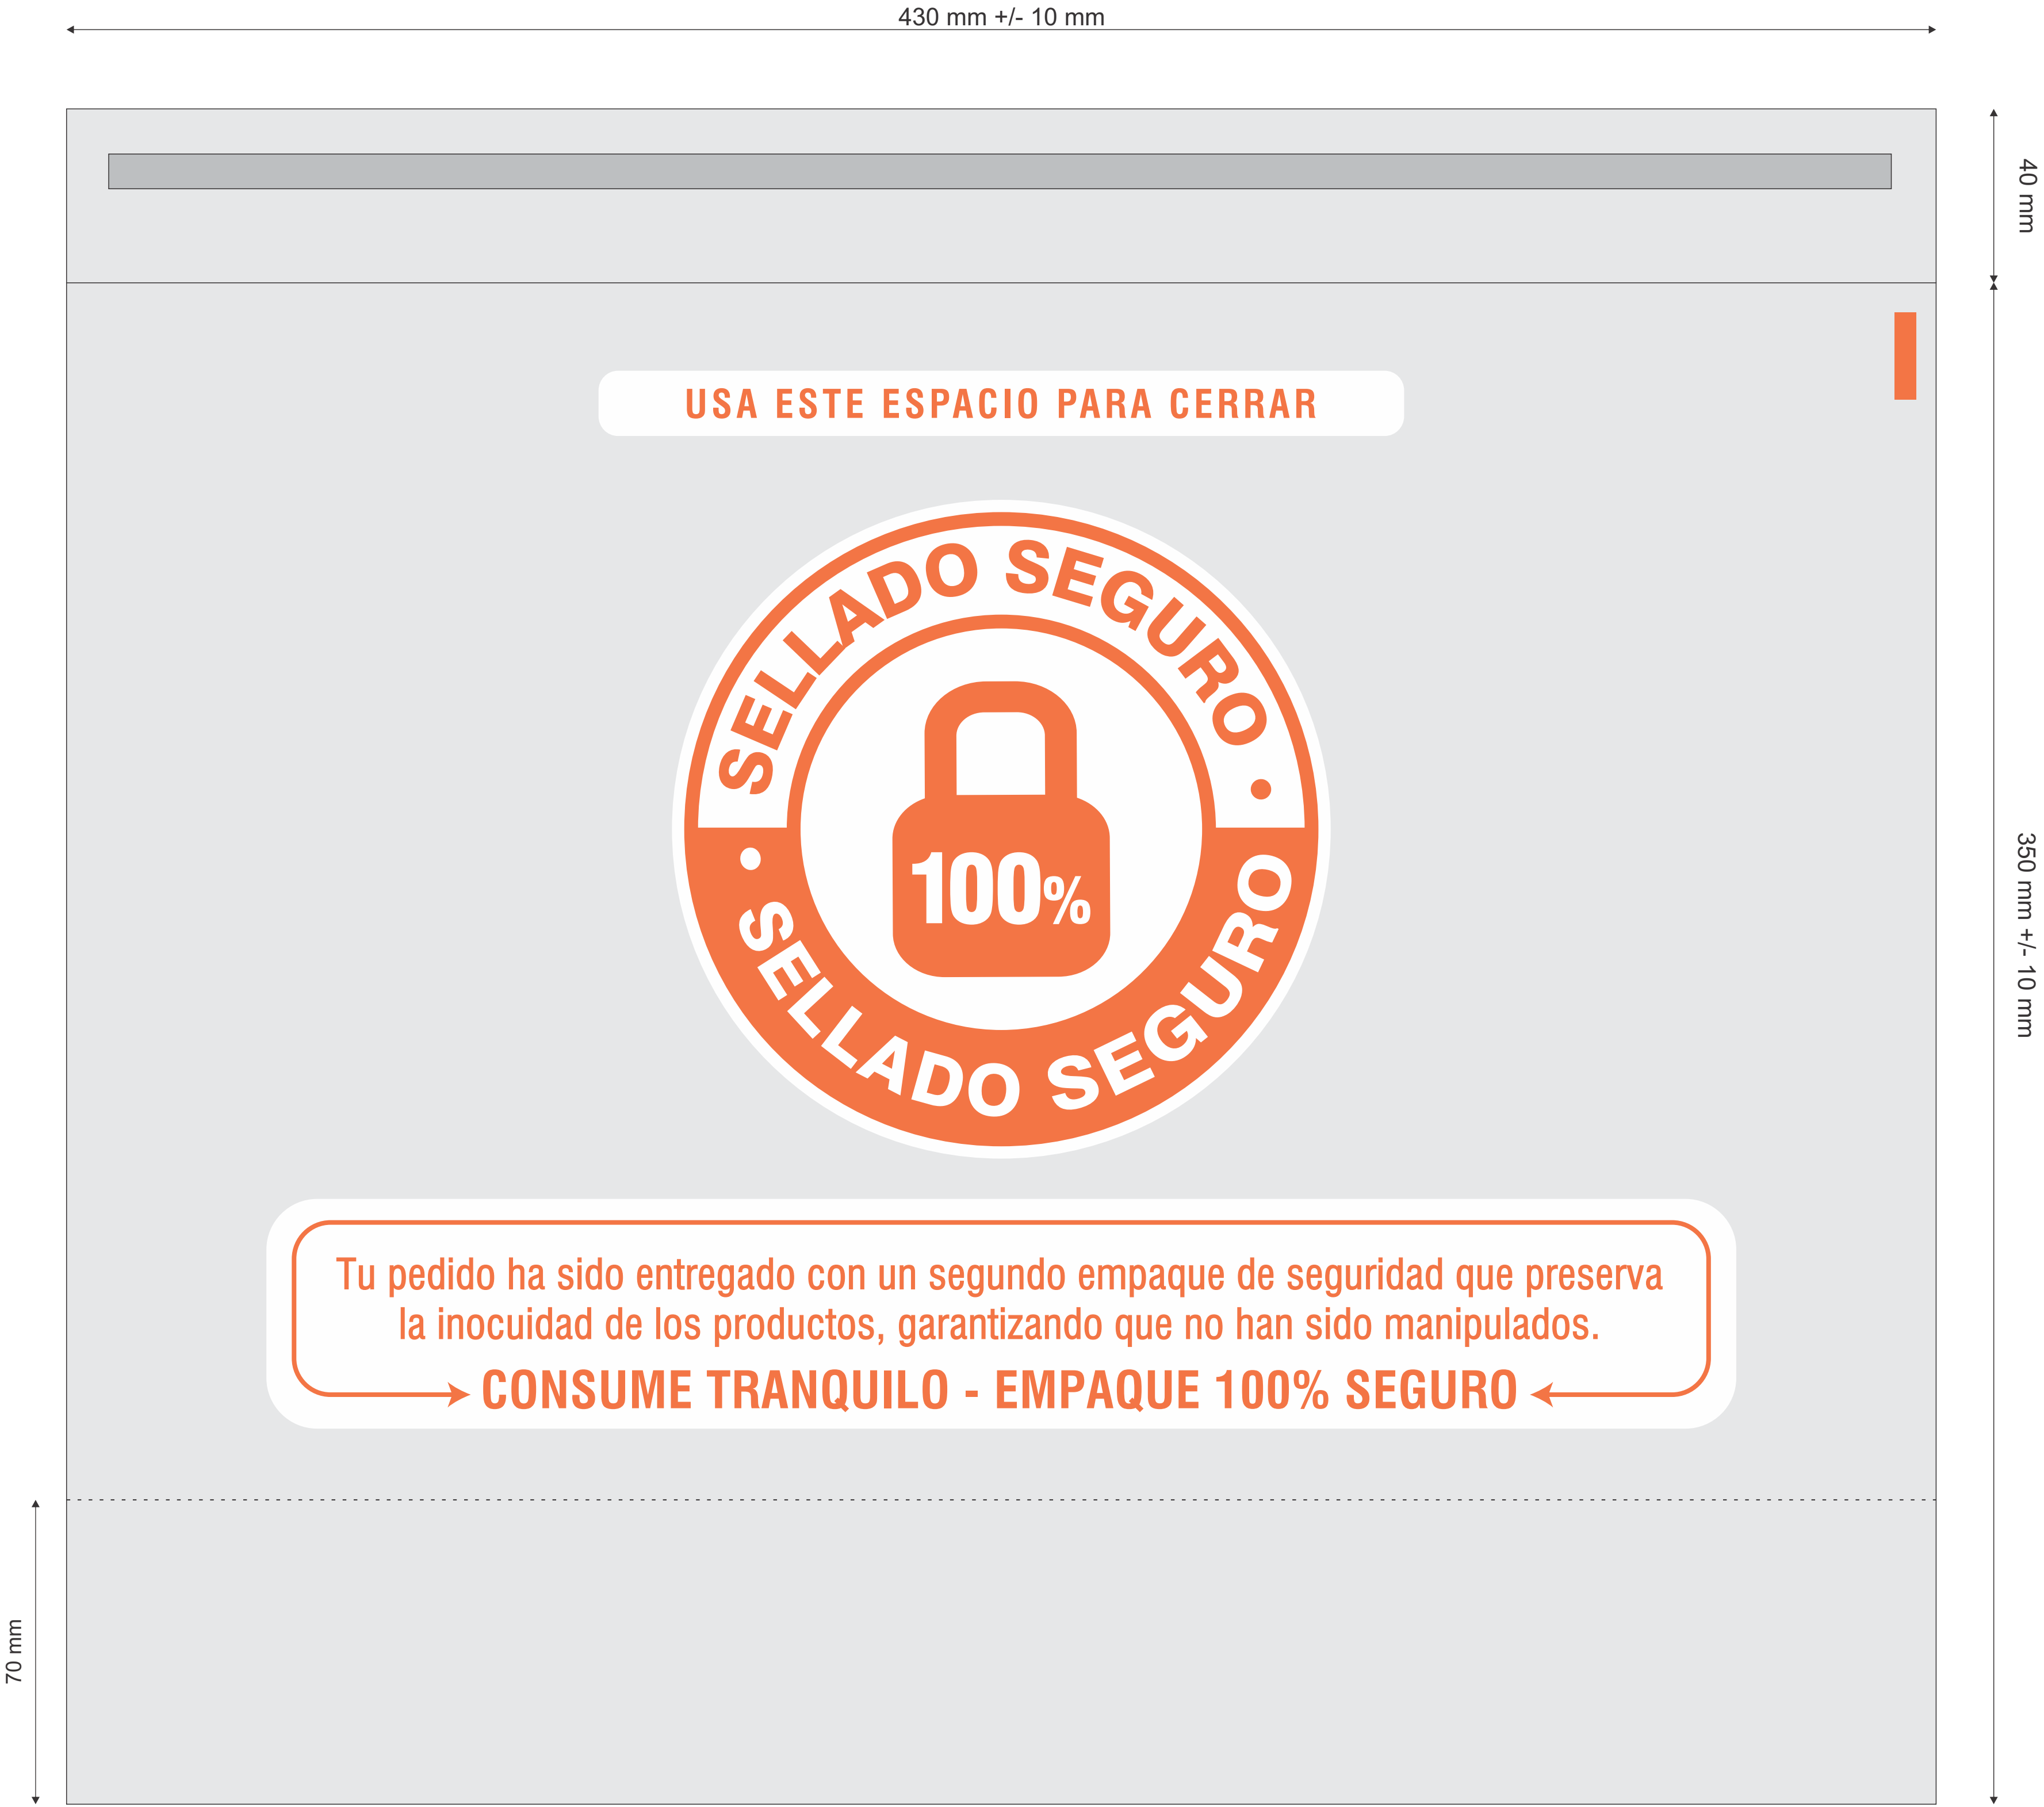 430 mm +/- 10 mm
40 mm
USA ESTE ESPACIO PARA CERRAR
SELLADO SEGURO •
100%
• SELLADO SEGURO
350 mm +/- 10 mm
Tu pedido ha sido entregado con un segundo empaque de seguridad que preserva
la inocuidad de los productos, garantizando que no han sido manipulados.
CONSUME TRANQUILO - EMPAQUE 100% SEGURO
70 mm